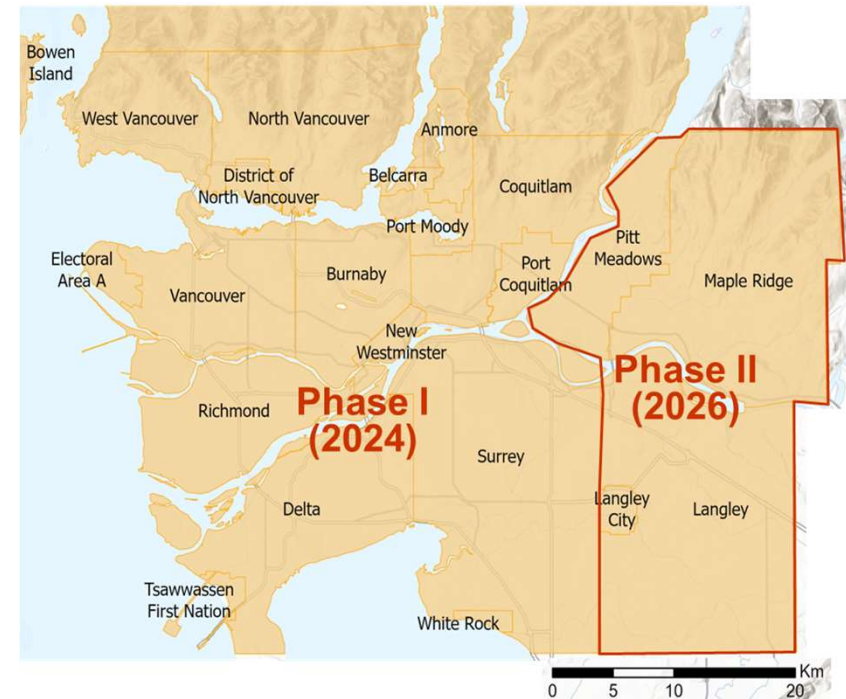 Bowen
Island
West Vancouver
North Vancouver
Anmore
District of
North Vancouver
Belcarra
Coquitlam
Port Moody
Electoral
Area A
Vancouver
Burnaby
Port
Coquitlam
Pitt
Meadows
Maple Ridge
New
Westminster
Richmond
Phase I
(2024)
Phase II
(2026)
Surrey
Delta
Langley
City
Langley
Tsawwassen
First Nation
White Rock
Km
0 5 10 20